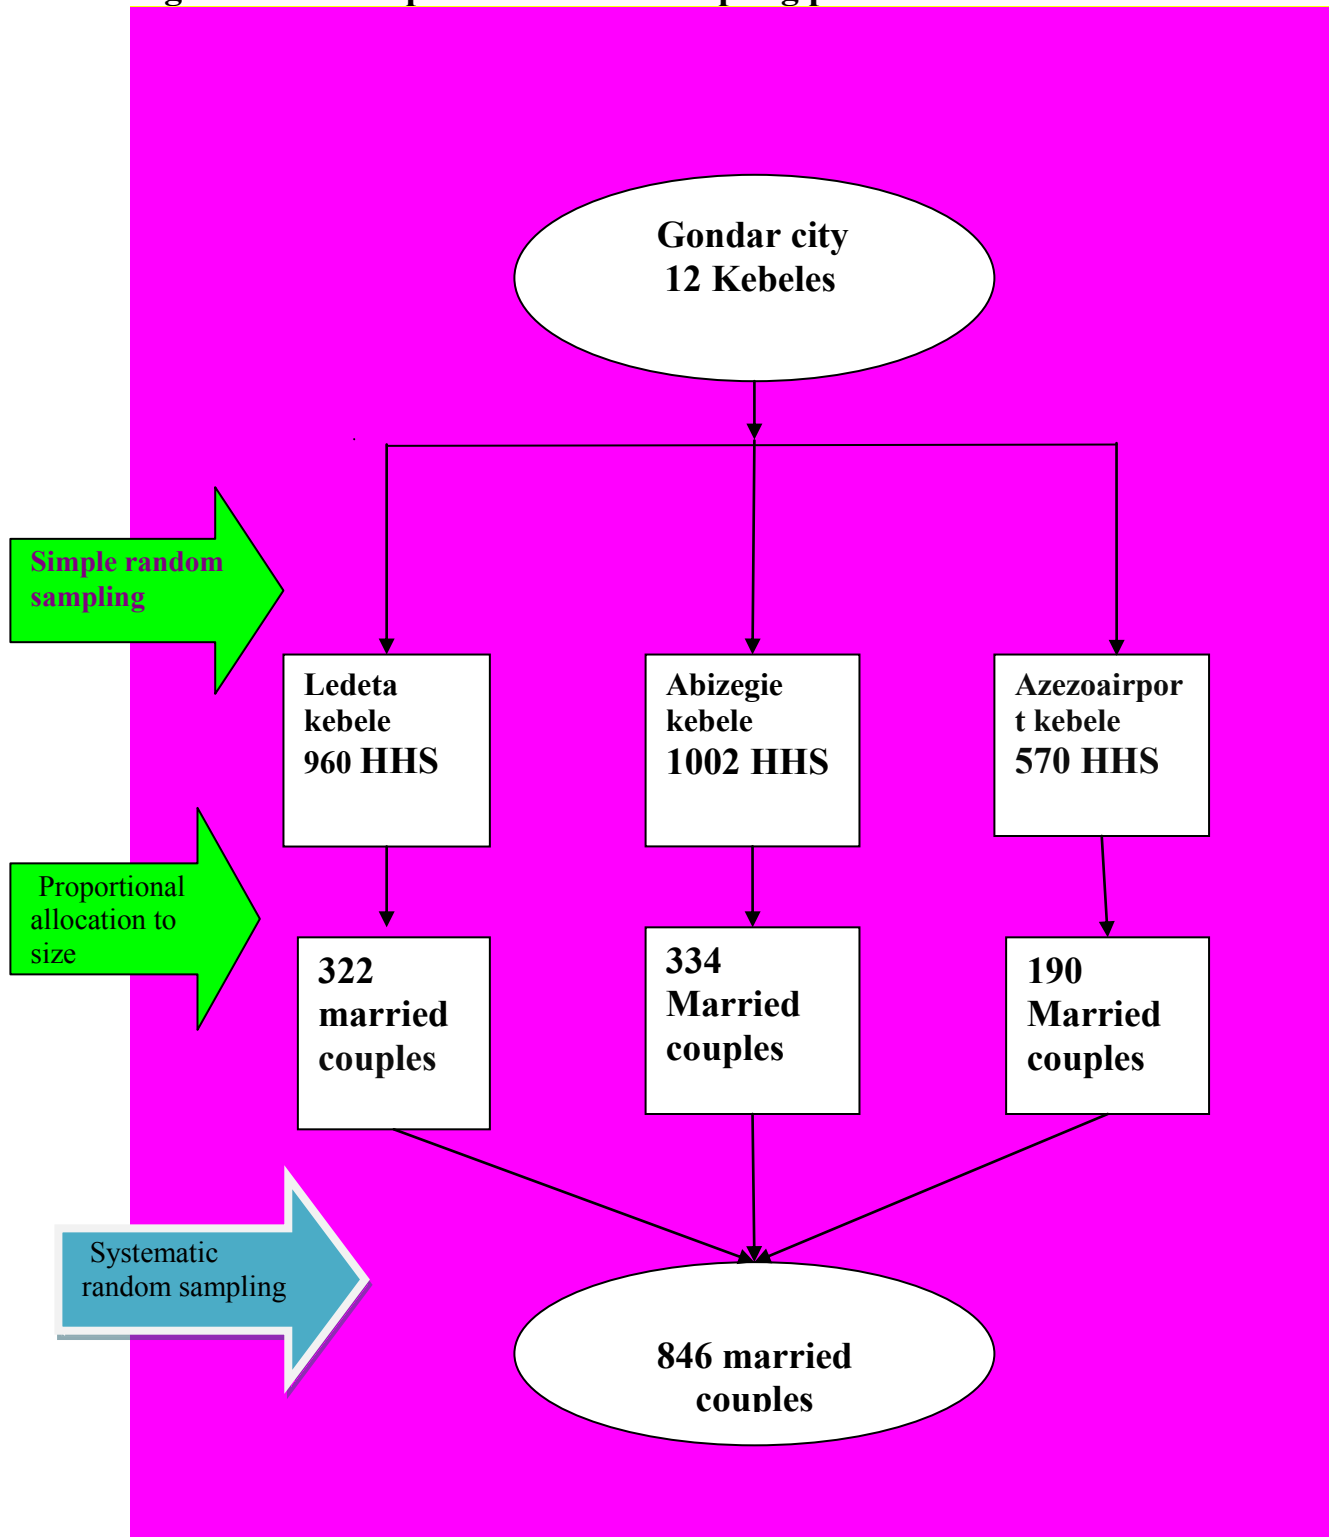 Gondar city
12 Kebeles
Simple random
sampling
Ledeta
kebele
960 HHS
Abizegie
kebele
1002 HHS
Azezoairpor
t kebele
570 HHS
Proportional
allocation to
size
322
married
couples
334
Married
couples
190
Married
couples
Systematic
random sampling
846 married
couples